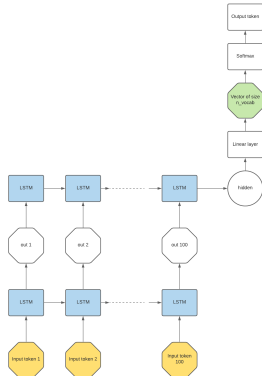 Output token
Softmax
Vector of size
n_vocab
Linear layer
LSTM LSTM LSTM hidden
out 1 out 2 out 100
LSTM LSTM LSTM
Input token 1 Input token 2 Input token
100